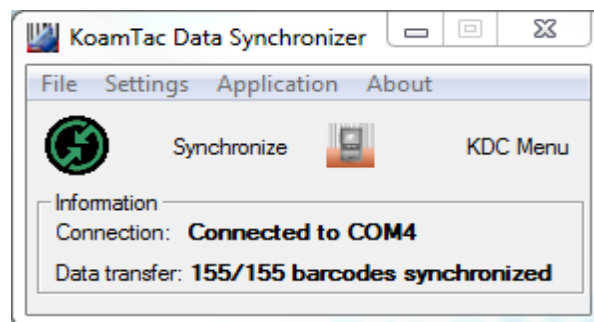 KoamTac Data Synchronizer
File Settings Application About
Synchronize KDC Menu
Information
Connection: Connected to COM4
Data transfer: 155/155 barcodes synchronized